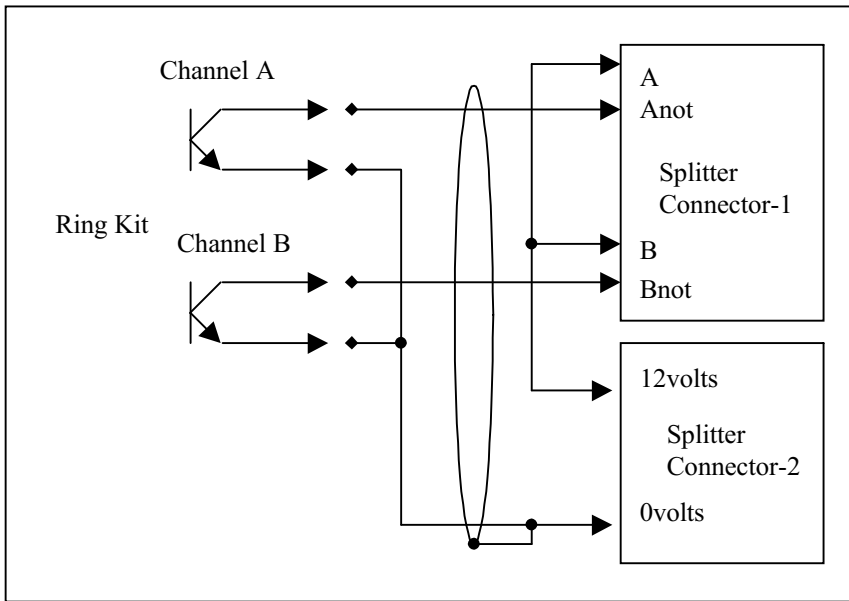 Channel A
Ring Kit
Channel B
A
Anot
Splitter
Connector-1
B
Bnot
12volts
Splitter
Connector-2
0volts